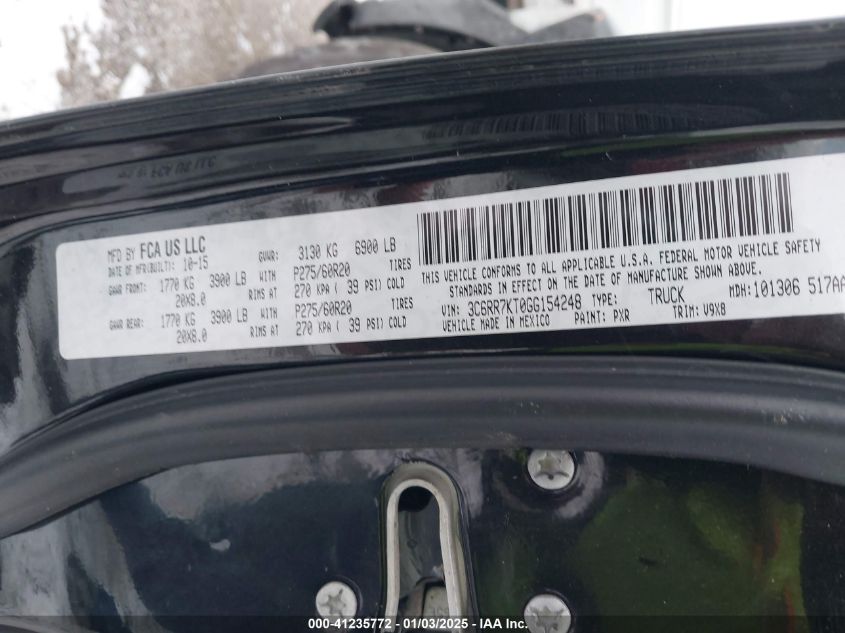 MFD BY FCA US LLC
DATE OF MFR(BUILT): 10-15 GVWR: 3130 KG 6900 LB
GAWR FRONT: 1770 KG 3900 LB WITH P275/60R20 TIRES
20X8.0 RIMS AT 270 KPA ( 39 PSI) COLD
GAWR REAR: 1770 KG 3900 LB WITH P275/60R20 TIRES
20X8.0 RIMS AT 270 KPA ( 39 PSI) COLD
THIS VEHICLE CONFORMS TO ALL APPLICABLE U.S.A. FEDERAL MOTOR VEHICLE SAFETY
STANDARDS IN EFFECT ON THE DATE OF MANUFACTURE SHOWN ABOVE.
VIN: 3C6RR7KT0GG154248 TYPE: TRUCK MDH:101306 517AA
VEHICLE MADE IN MEXICO PAINT: PXR TRIM: V9X8
000-41235772 - 01/03/2025 - IAA Inc.